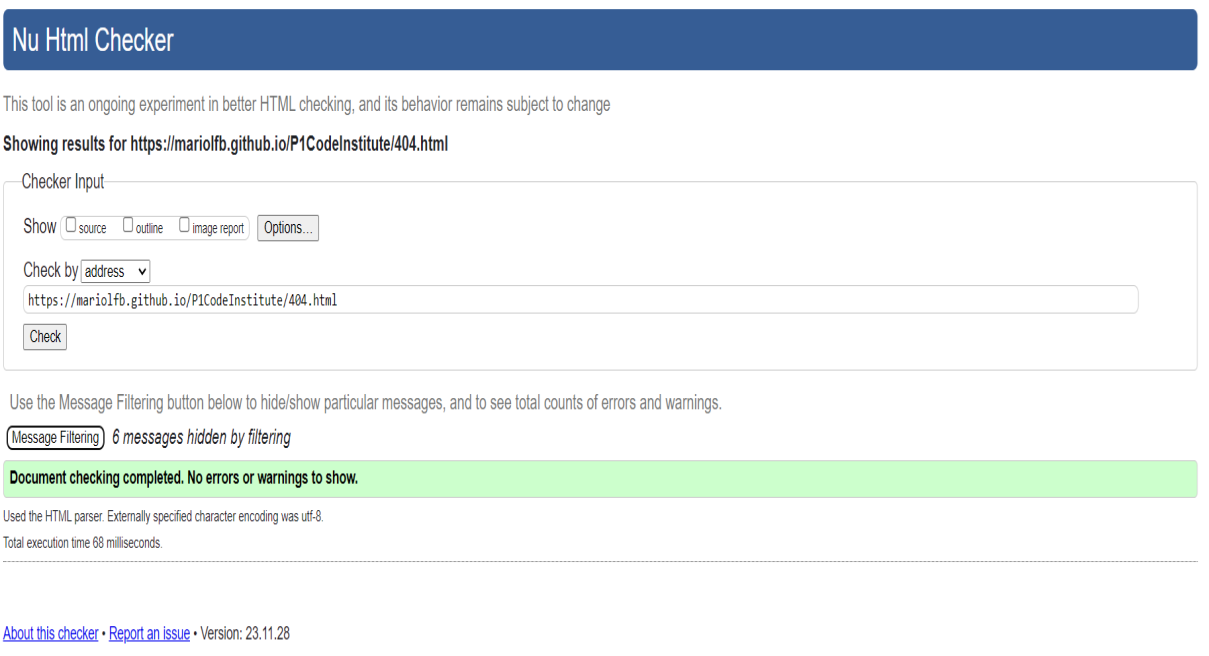 Nu Html Checker
This tool is an ongoing experiment in better HTML checking, and its behavior remains subject to change
Showing results for https://mariolfb.github.io/P1CodeInstitute/404.html
Checker Input
Show source outline image report Options...
Check by address
https://mariolfb.github.io/P1CodeInstitute/404.html
Check
Use the Message Filtering button below to hide/show particular messages, and to see total counts of errors and warnings.
Message Filtering 6 messages hidden by filtering
Document checking completed. No errors or warnings to show.
Used the HTML parser. Externally specified character encoding was utf-8.
Total execution time 68 milliseconds.
About this checker • Report an issue • Version: 23.11.28